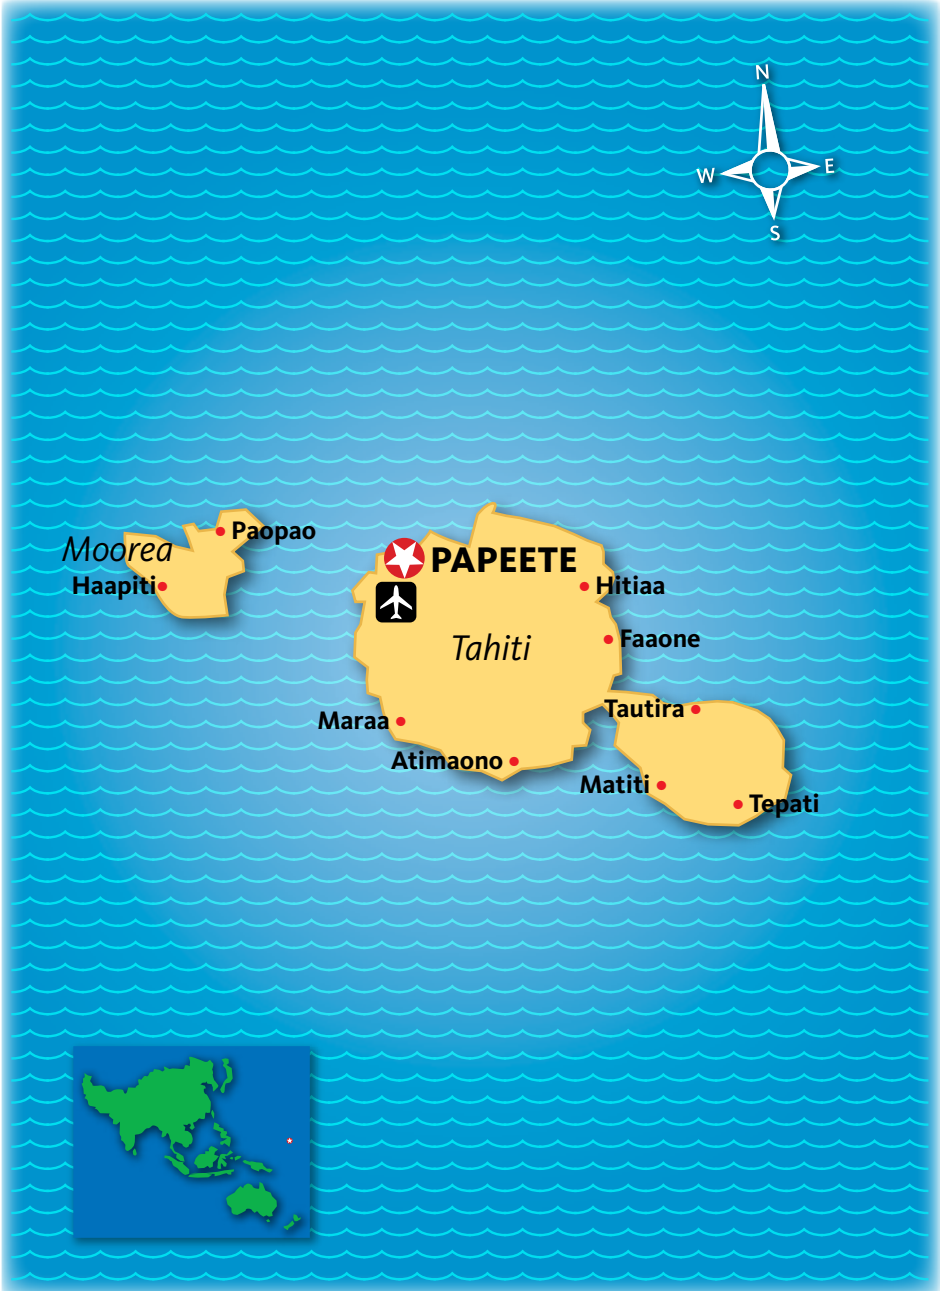 N
W
E
S
Paopao
Moorea
PAPEETE
Haapiti
Hitiaa
Faaone
Tahiti
Tautira
Maraa
Atimaono
Matiti
Tepati